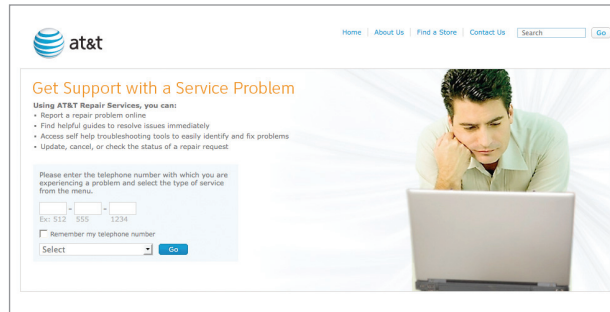 Home | About Us | Find a Store | Contact Us Search Go
at&t
Get Support with a Service Problem
Using AT&T Repair Services, you can:
• Report a repair problem online
• Find helpful guides to resolve issues immediately
• Access self help troubleshooting tools to easily identify and fix problems
• Update, cancel, or check the status of a repair request
Please enter the telephone number with which you are
experiencing a problem and select the type of service
from the menu.
- -
Ex: 512 555 1234
Remember my telephone number
Select Go